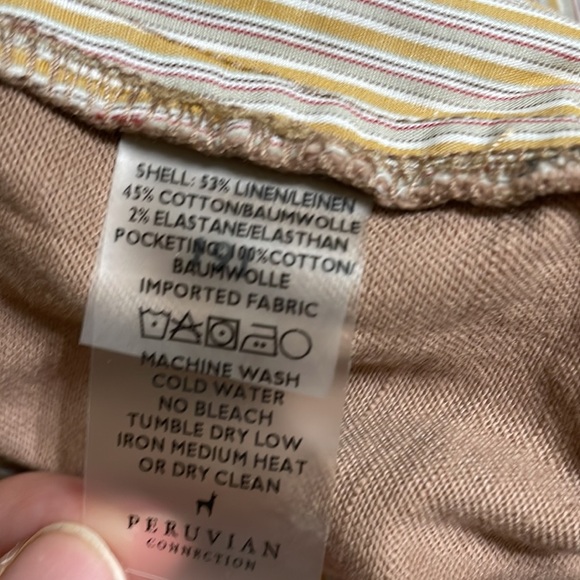 SHELL: 53% LINEN/LEINEN
45% COTTON/BAUMWOLLE
2% ELASTANE/ELASTHAN
POCKETING: 100%COTTON/
BAUMWOLLE
IMPORTED FABRIC
MACHINE WASH
COLD WATER
NO BLEACH
TUMBLE DRY LOW
IRON MEDIUM HEAT
OR DRY CLEAN
PERUVIAN
CONNECTION